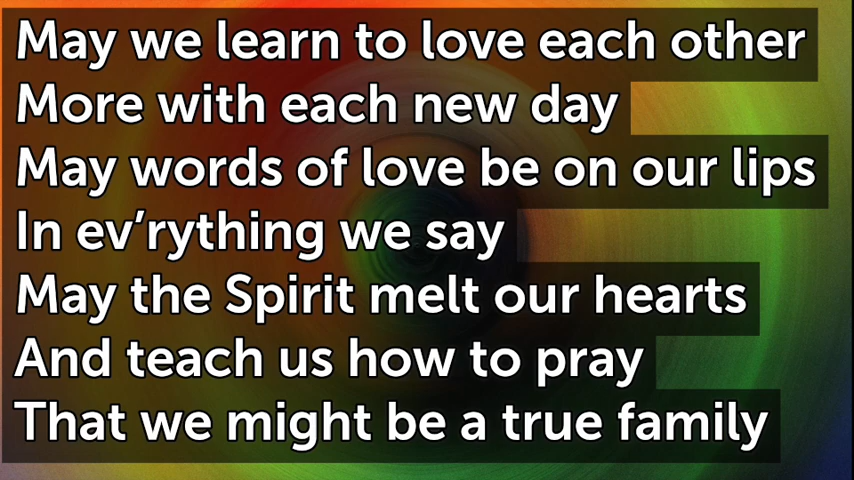 May we learn to love each other
More with each new day
May words of love be on our lips
In ev’rything we say
May the Spirit melt our hearts
And teach us how to pray
That we might be a true family